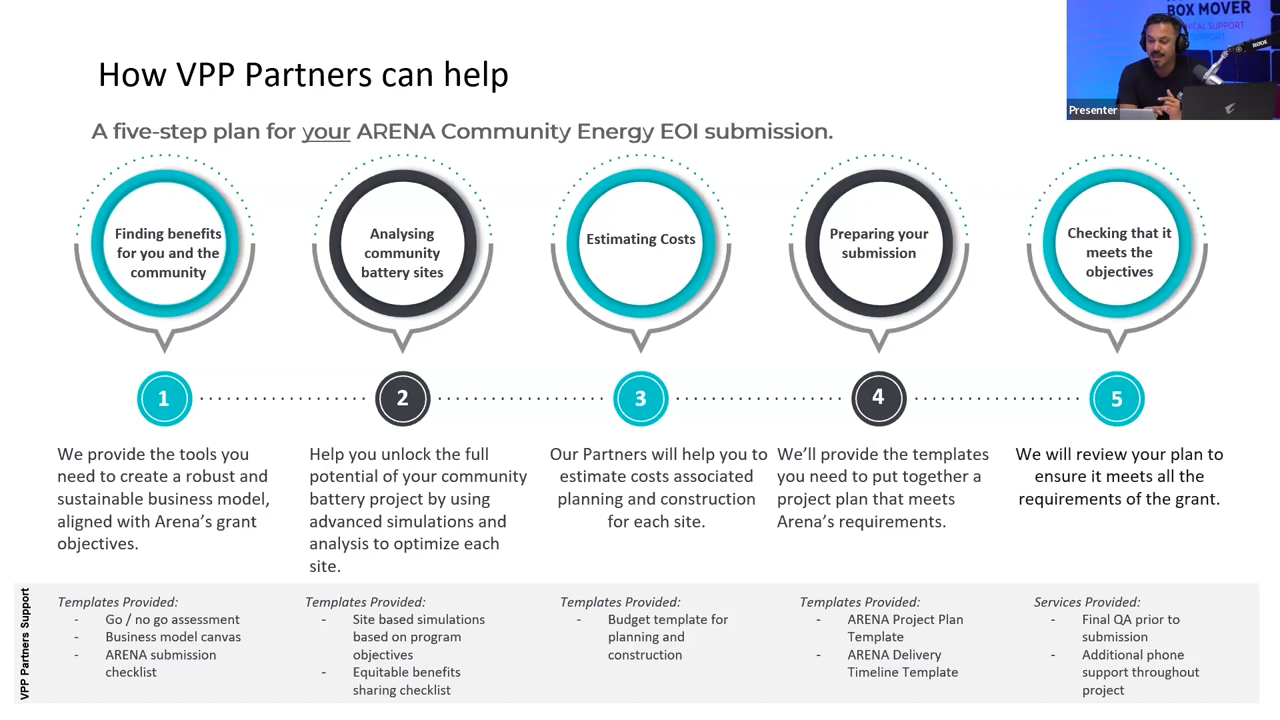 BOX MOVER
SUPPORT
RØDE
Presenter
How VPP Partners can help
A five-step plan for your ARENA Community Energy EOI submission.
Finding benefits
for you and the
community
Analysing
community
battery sites
Estimating Costs
Preparing your
submission
Checking that it
meets the
objectives
1
2
3
4
5
We provide the tools you
need to create a robust and
sustainable business model,
aligned with Arena’s grant
objectives.
Help you unlock the full
potential of your community
battery project by using
advanced simulations and
analysis to optimize each
site.
Our Partners will help you to
estimate costs associated
planning and construction
for each site.
We’ll provide the templates
you need to put together a
project plan that meets
Arena’s requirements.
We will review your plan to
ensure it meets all the
requirements of the grant.
VPP Partners Support
Templates Provided:
- Go / no go assessment
- Business model canvas
- ARENA submission
checklist
Templates Provided:
- Site based simulations
based on program
objectives
- Equitable benefits
sharing checklist
Templates Provided:
- Budget template for
planning and
construction
Templates Provided:
- ARENA Project Plan
Template
- ARENA Delivery
Timeline Template
Services Provided:
- Final QA prior to
submission
- Additional phone
support throughout
project